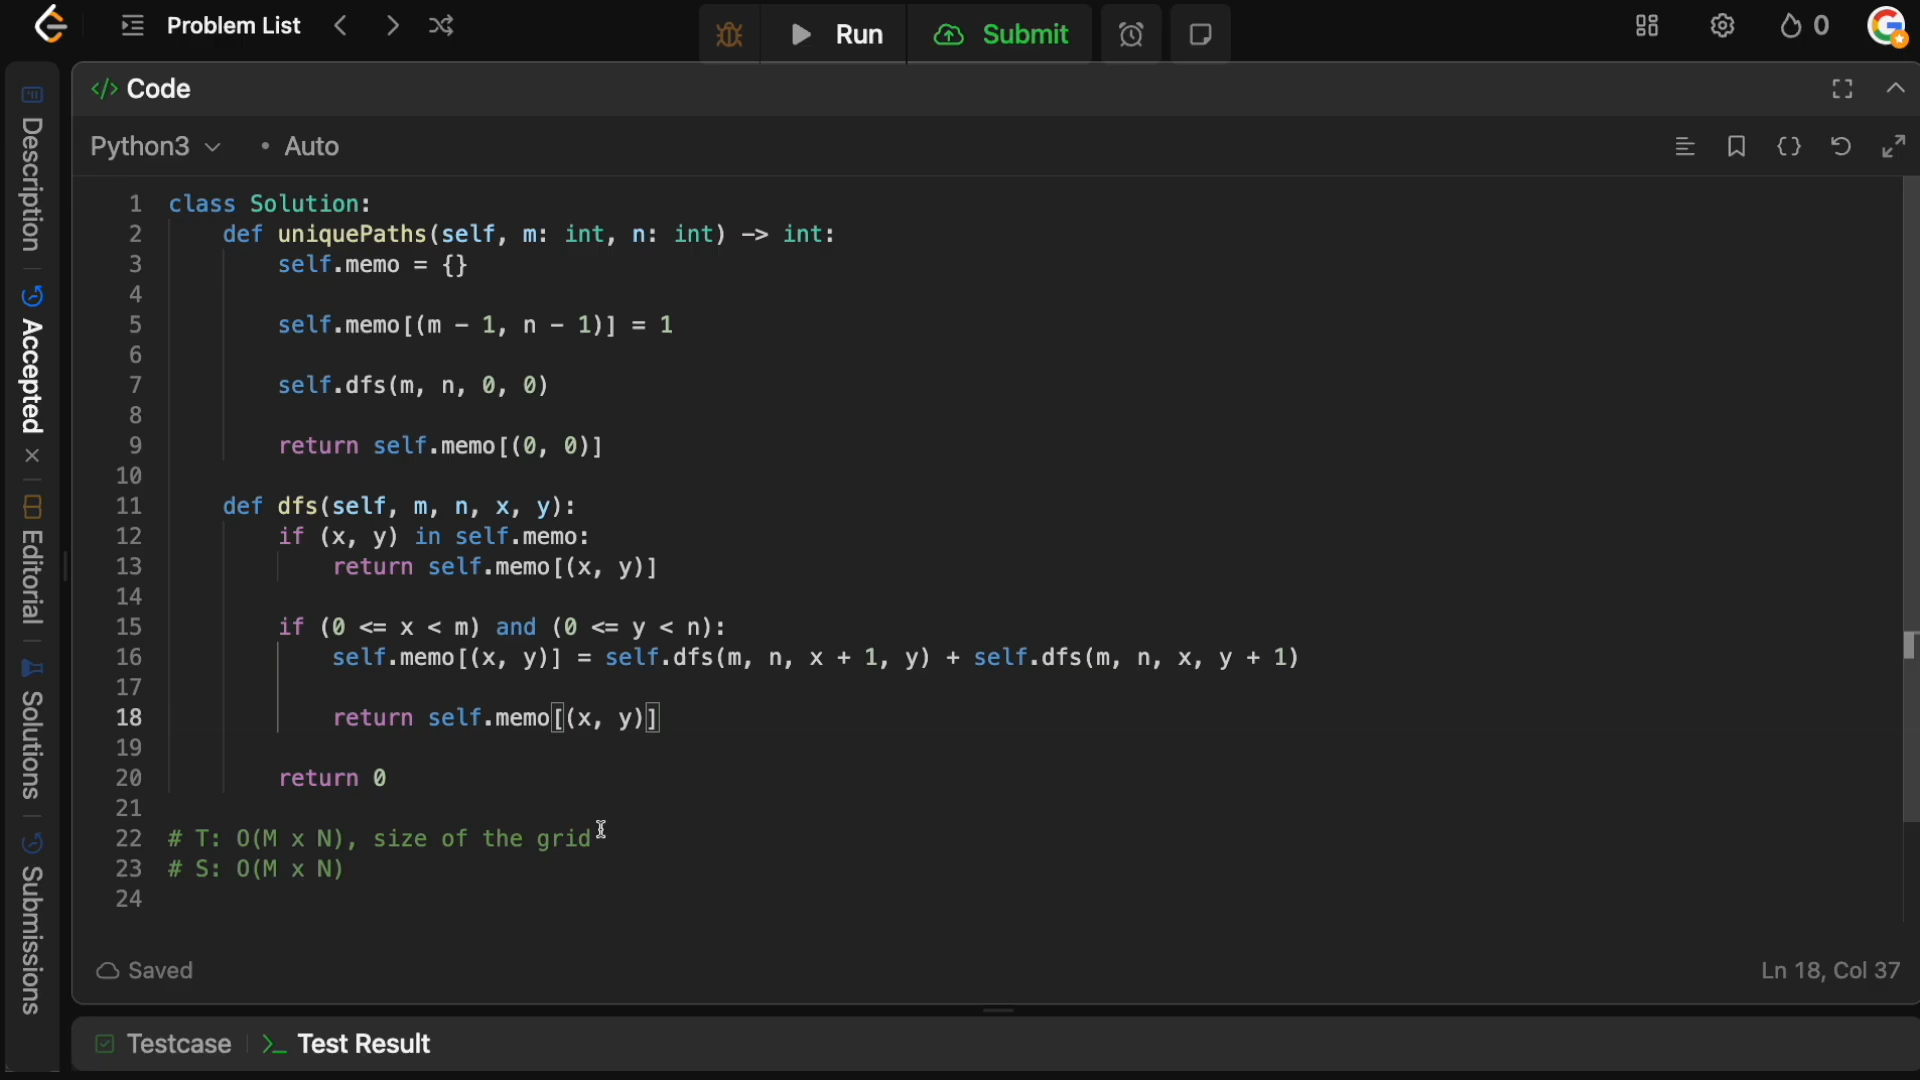 Problem List
Run
Submit
0
Description
Accepted
Editorial
Solutions
Submissions
</> Code
Python3
• Auto
1 class Solution:
2 def uniquePaths(self, m: int, n: int) -> int:
3 self.memo = {}
4
5 self.memo[(m - 1, n - 1)] = 1
6
7 self.dfs(m, n, 0, 0)
8
9 return self.memo[(0, 0)]
10
11 def dfs(self, m, n, x, y):
12 if (x, y) in self.memo:
13 return self.memo[(x, y)]
14
15 if (0 <= x < m) and (0 <= y < n):
16 self.memo[(x, y)] = self.dfs(m, n, x + 1, y) + self.dfs(m, n, x, y + 1)
17
18 return self.memo[(x, y)]
19
20 return 0
21
22 # T: O(M x N), size of the grid
23 # S: O(M x N)
24
Saved
Ln 18, Col 37
Testcase
Test Result